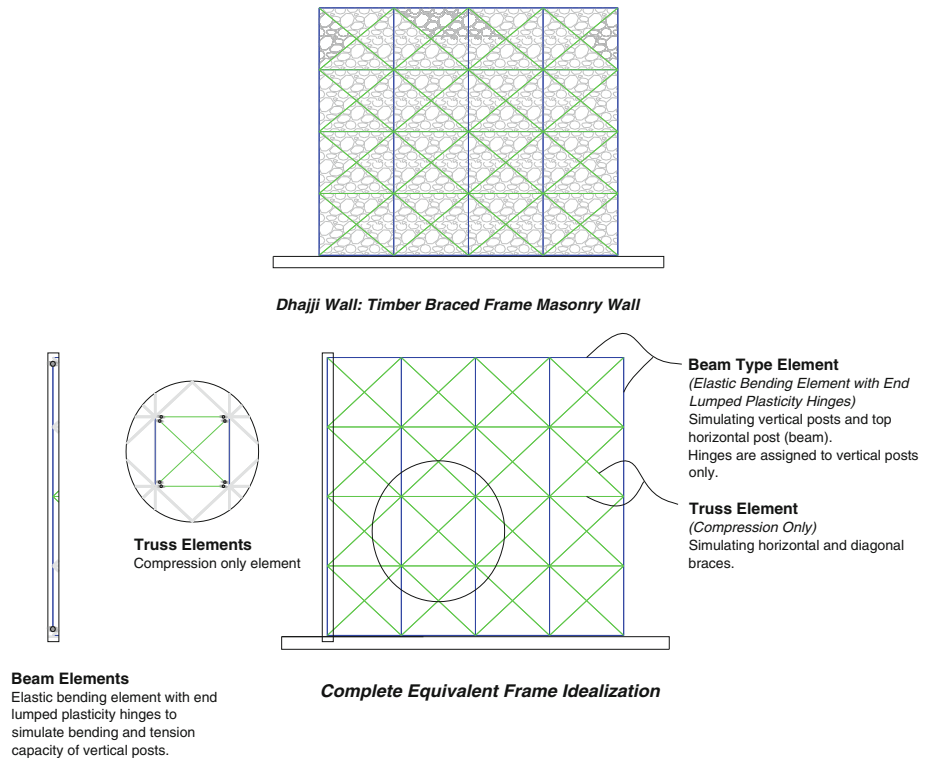 Dhajji Wall: Timber Braced Frame Masonry Wall
Beam Type Element
(Elastic Bending Element with End
Lumped Plasticity Hinges)
Simulating vertical posts and top
horizontal post (beam).
Hinges are assigned to vertical posts
only.
Truss Element
(Compression Only)
Simulating horizontal and diagonal
braces.
Truss Elements
Compression only element
Beam Elements
Elastic bending element with end
lumped plasticity hinges to
simulate bending and tension
capacity of vertical posts.
Complete Equivalent Frame Idealization